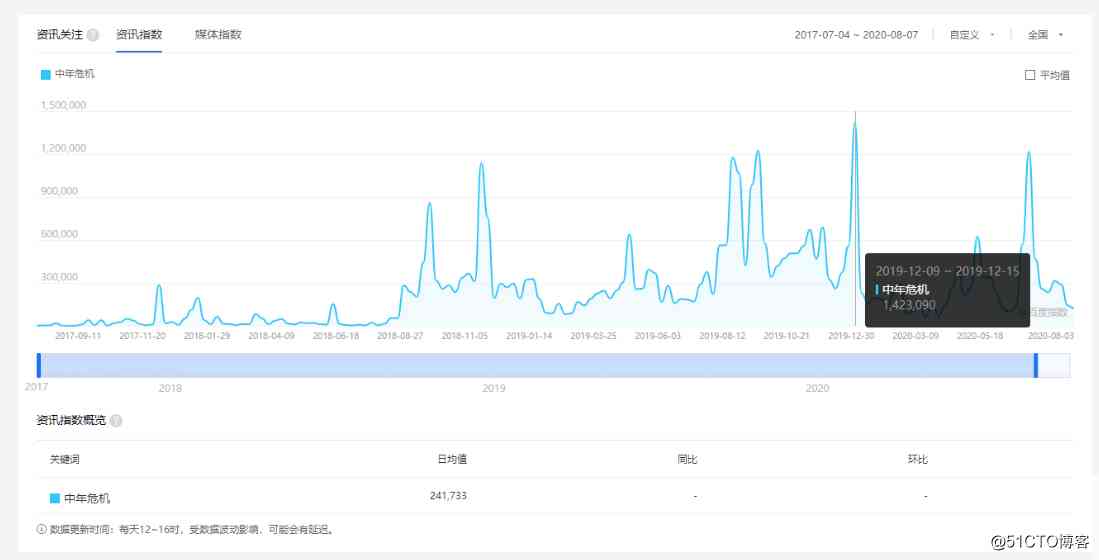 资讯关注 ? 资讯指数 媒体指数 2017-07-04 ~ 2020-08-07 自定义 全国
中年危机 平均值
1,500,000
1,200,000
900,000
600,000
300,000
2019-12-09 ~ 2019-12-15
中年危机
1,423,090
百度指数
2017-09-11 2017-11-20 2018-01-29 2018-04-09 2018-06-18 2018-08-27 2018-11-05 2019-01-14 2019-03-25 2019-06-03 2019-08-12 2019-10-21 2019-12-30 2020-03-09 2020-05-18 2020-08-03
2017 2018 2019 2020
资讯指数概览 ?
关键词 日均值 同比 环比
中年危机 241,733 - -
数据更新时间：每天12~16时，受数据波动影响，可能会有延迟。
@51CTO博客